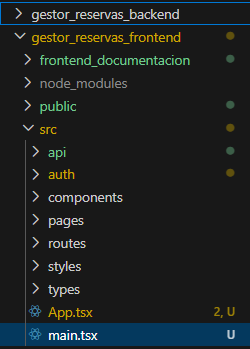 gestor_reservas_backend
gestor_reservas_frontend
frontend_documentacion
node_modules
public
src
api
auth
components
pages
routes
styles
types
App.tsx 2, U
main.tsx U